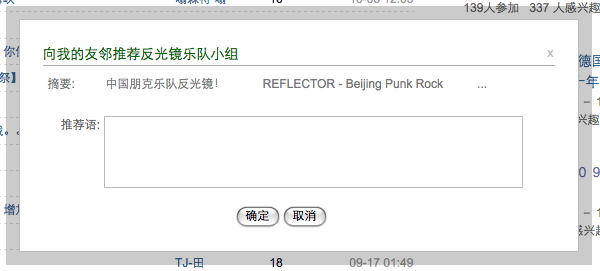 139人参加 337 人感兴趣
向我的友邻推荐反光镜乐队小组
x
摘要: 中国朋克乐队反光镜! REFLECTOR - Beijing Punk Rock ...
推荐语:
确定 取消
增加
TJ-田 18 09-17 01:49